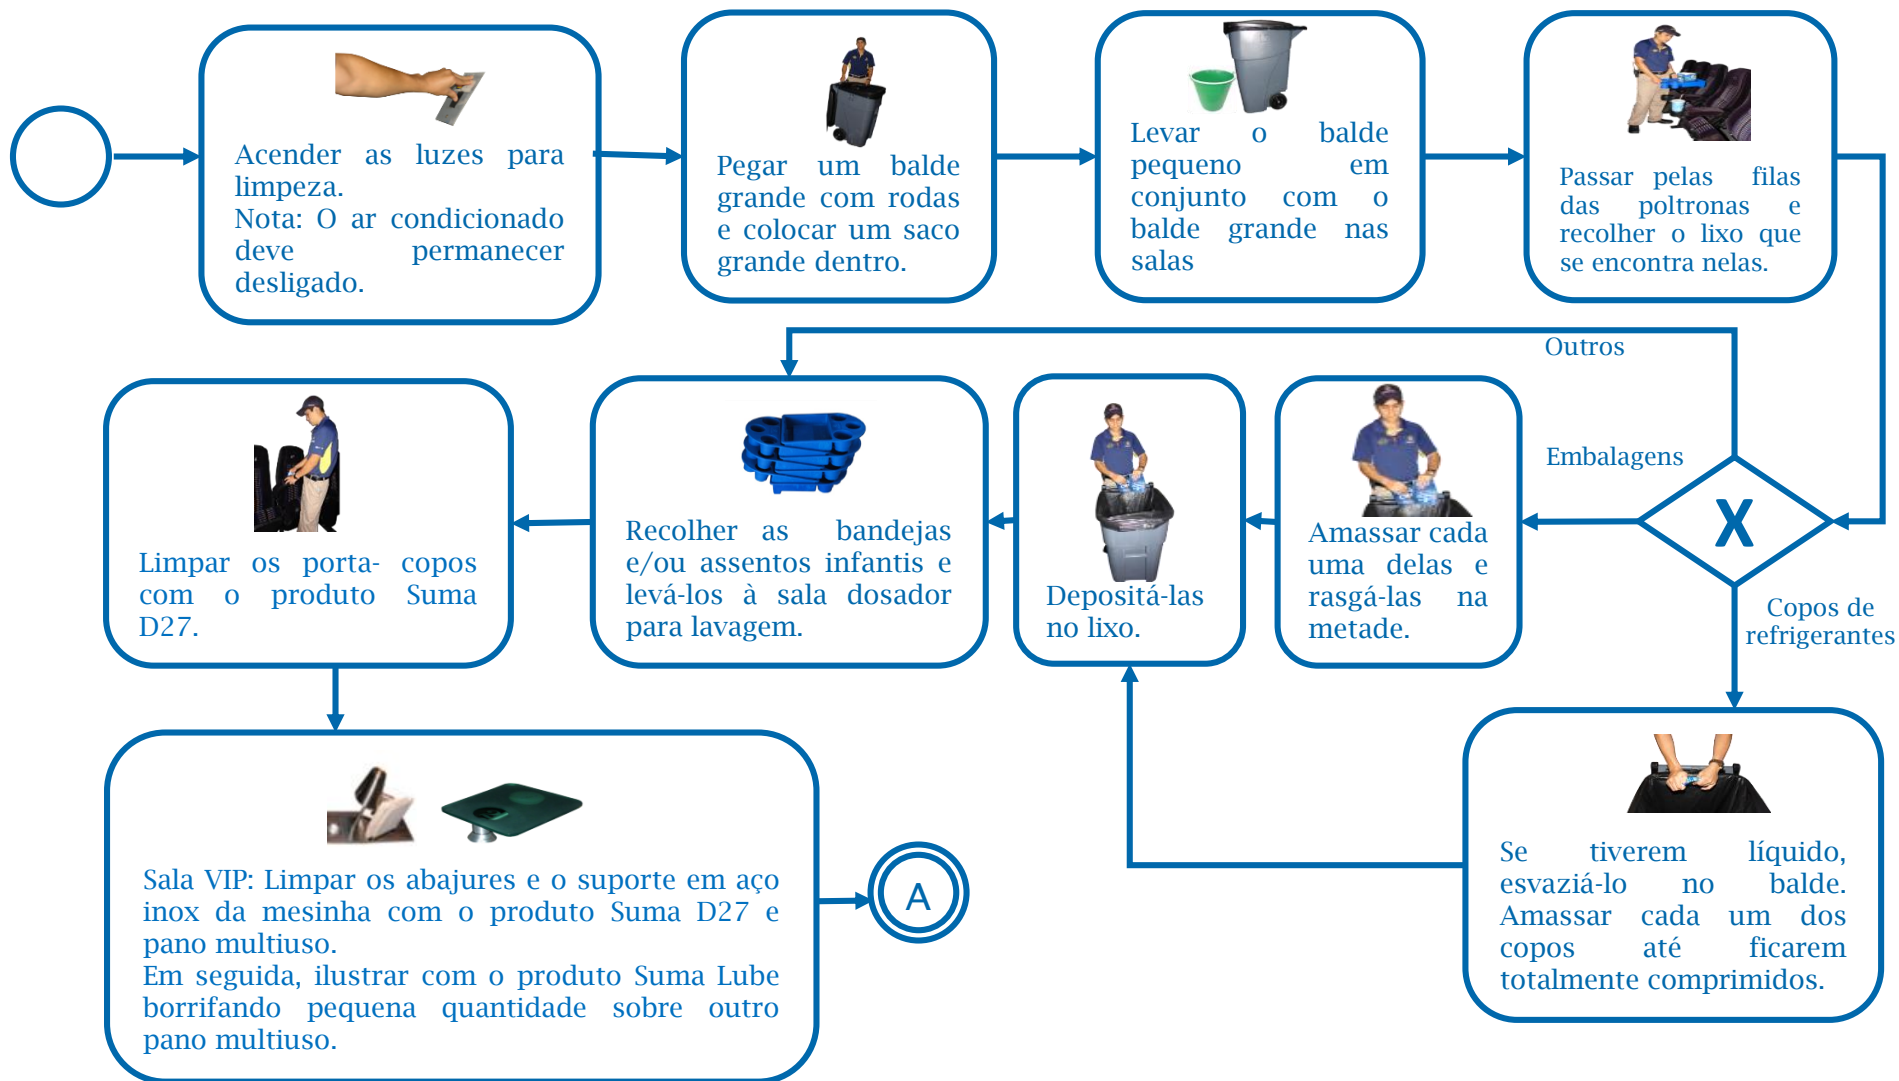 Acender as luzes para
limpeza.
Nota: O ar condicionado
deve permanecer
desligado.
Pegar um balde
grande com rodas
e colocar um saco
grande dentro.
Levar o balde
pequeno em
conjunto com o
balde grande nas
salas
Passar pelas filas
das poltronas e
recolher o lixo que
se encontra nelas.
Outros
Embalagens
X
Copos de
refrigerantes
Amassar cada
uma delas e
rasgá-las na
metade.
Depositá-las
no lixo.
Recolher as bandejas
e/ou assentos infantis e
levá-los à sala dosador
para lavagem.
Limpar os porta- copos
com o produto Suma
D27.
Se tiverem líquido,
esvaziá-lo no balde.
Amassar cada um dos
copos até ficarem
totalmente comprimidos.
Sala VIP: Limpar os abajures e o suporte em aço
inox da mesinha com o produto Suma D27 e
pano multiuso.
Em seguida, ilustrar com o produto Suma Lube
borrifando pequena quantidade sobre outro
pano multiuso.
A